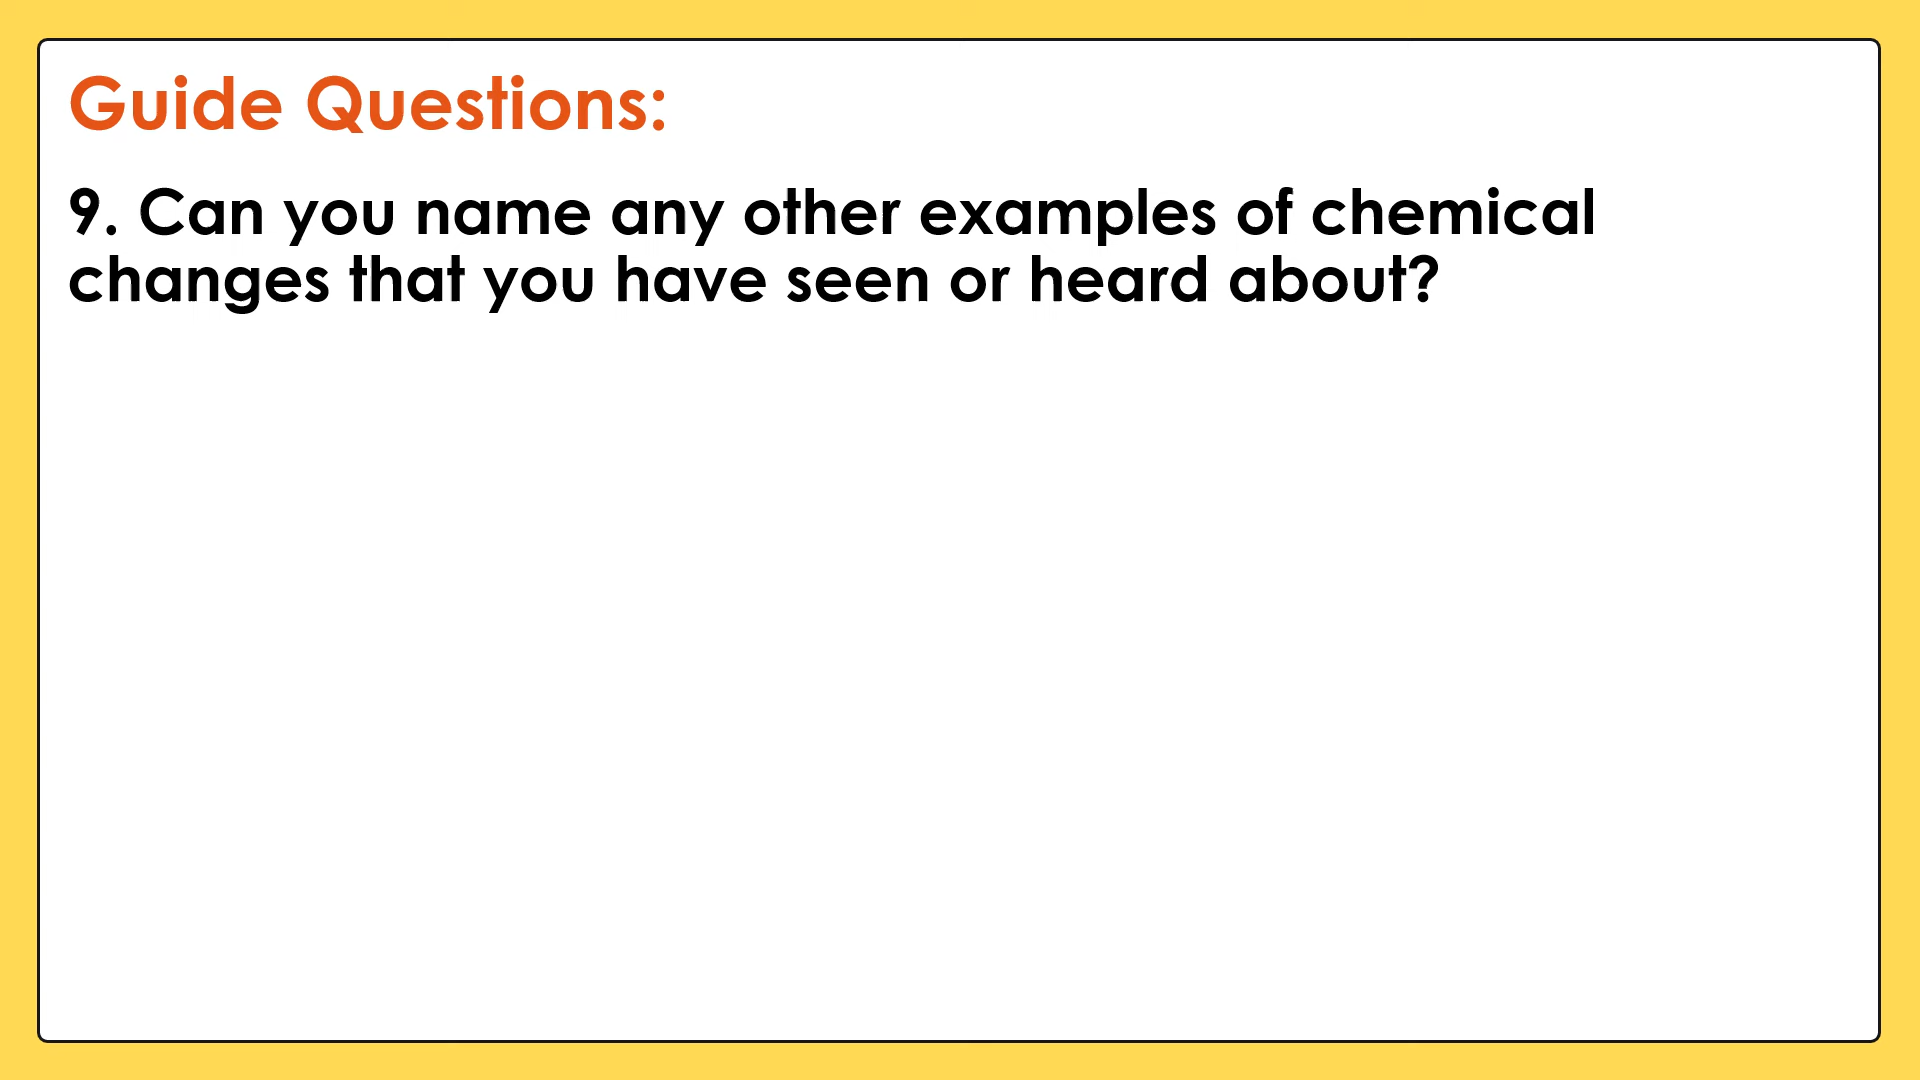 Guide Questions:
9. Can you name any other examples of chemical
changes that you have seen or heard about?